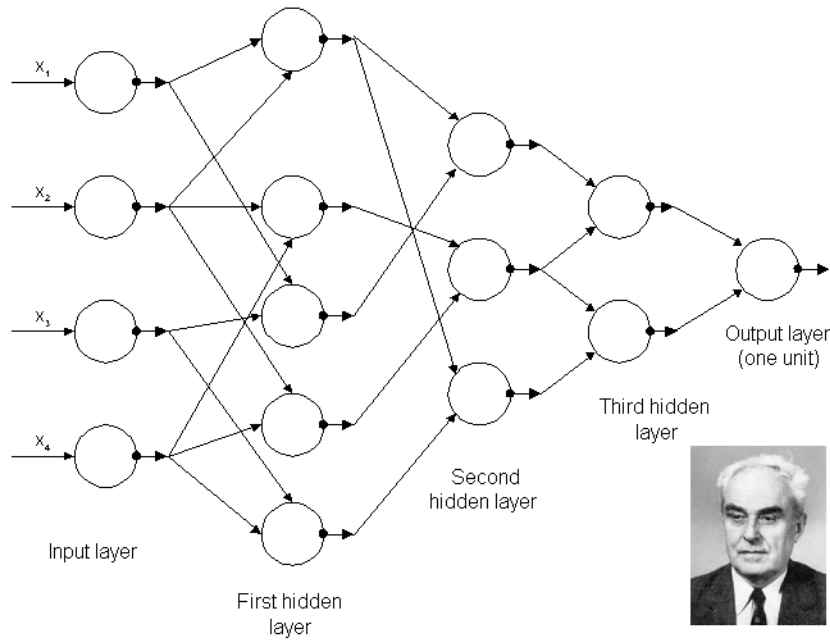 X1
X2
X3
X4
Input layer
First hidden
layer
Second
hidden layer
Third hidden
layer
Output layer
(one unit)